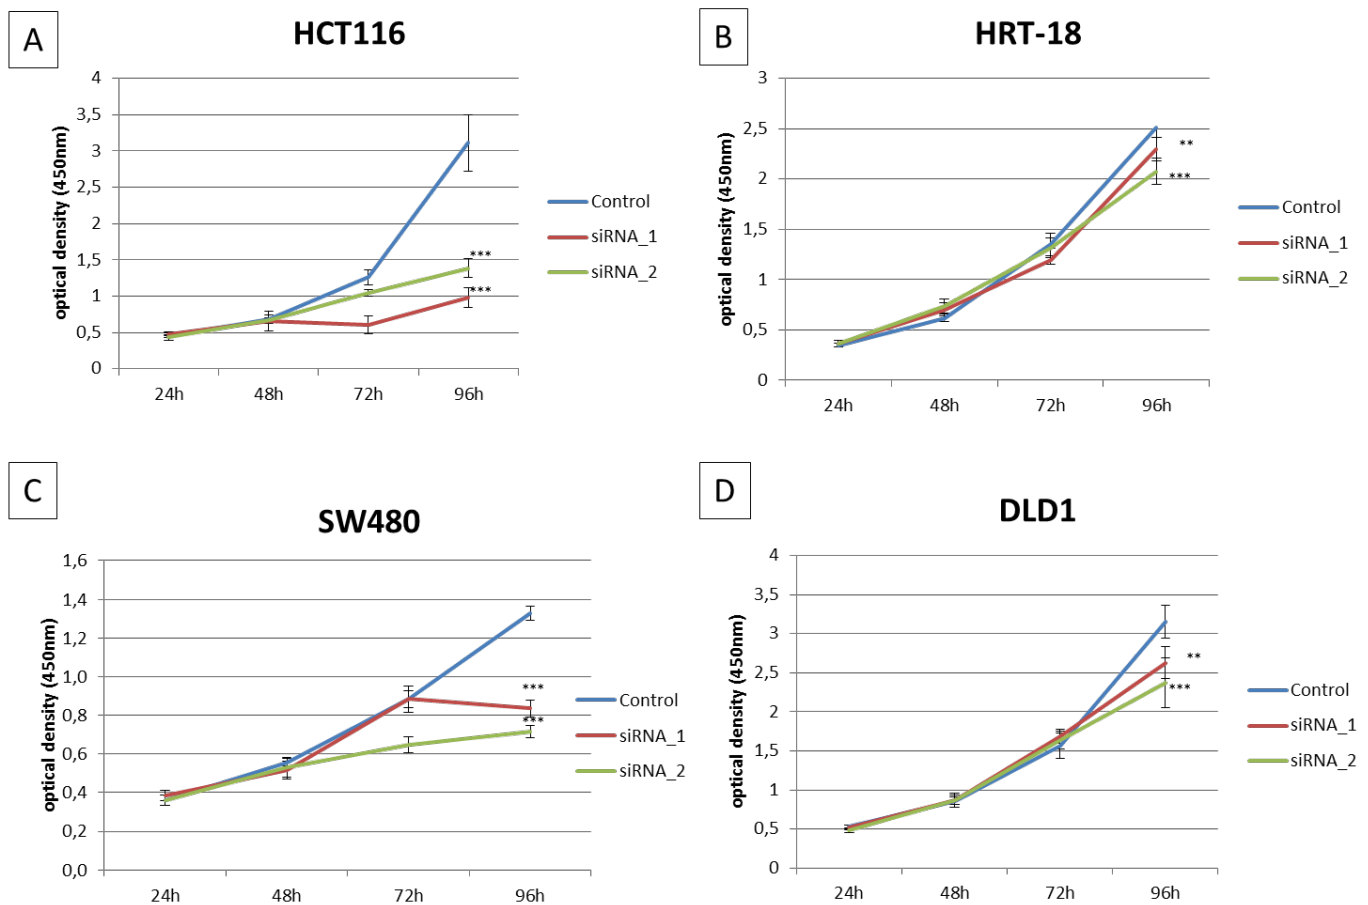 A
HCT116
optical density (450nm)
4
3,5
3
2,5
2
1,5
1
0,5
0
24h
48h
72h
96h
***
***
Control
siRNA_1
siRNA_2
B
HRT-18
optical density (450nm)
3
2,5
2
1,5
1
0,5
0
24h
48h
72h
96h
**
***
Control
siRNA_1
siRNA_2
C
SW480
optical density (450nm)
1,6
1,4
1,2
1,0
0,8
0,6
0,4
0,2
0,0
24h
48h
72h
96h
***
***
Control
siRNA_1
siRNA_2
D
DLD1
optical density (450nm)
4
3,5
3
2,5
2
1,5
1
0,5
0
24h
48h
72h
96h
**
***
Control
siRNA_1
siRNA_2